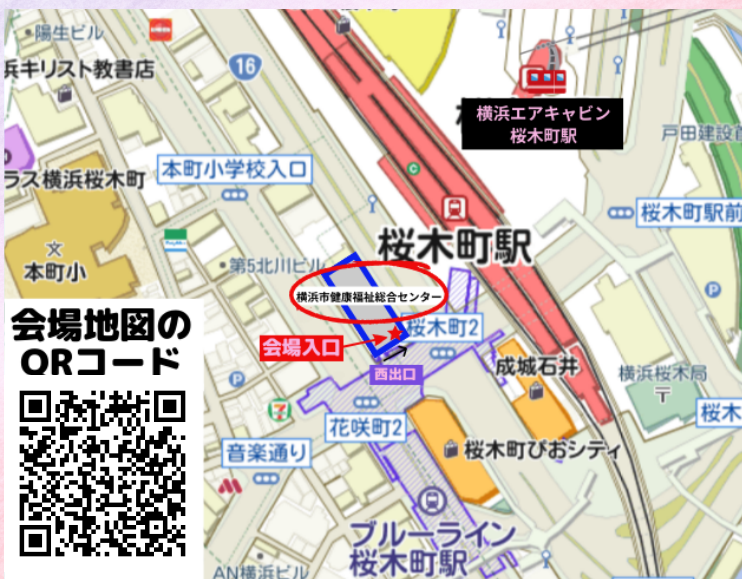 陽生ビル
浜キリスト教書店
16
横浜エアキャビン
桜木町駅
戸田建設
ラス横浜桜木町
本町小学校入口
桜木町駅前
桜木町駅
本町小
第5北川ビル
横浜市健康福祉総合センター
会場地図の
QRコード
会場入口
桜木町2
西出口
成城石井
横浜桜木局
桜木
花咲町2
音楽通り
桜木町ぴおシティ
ブルーライン
桜木町駅
AN横浜ビル